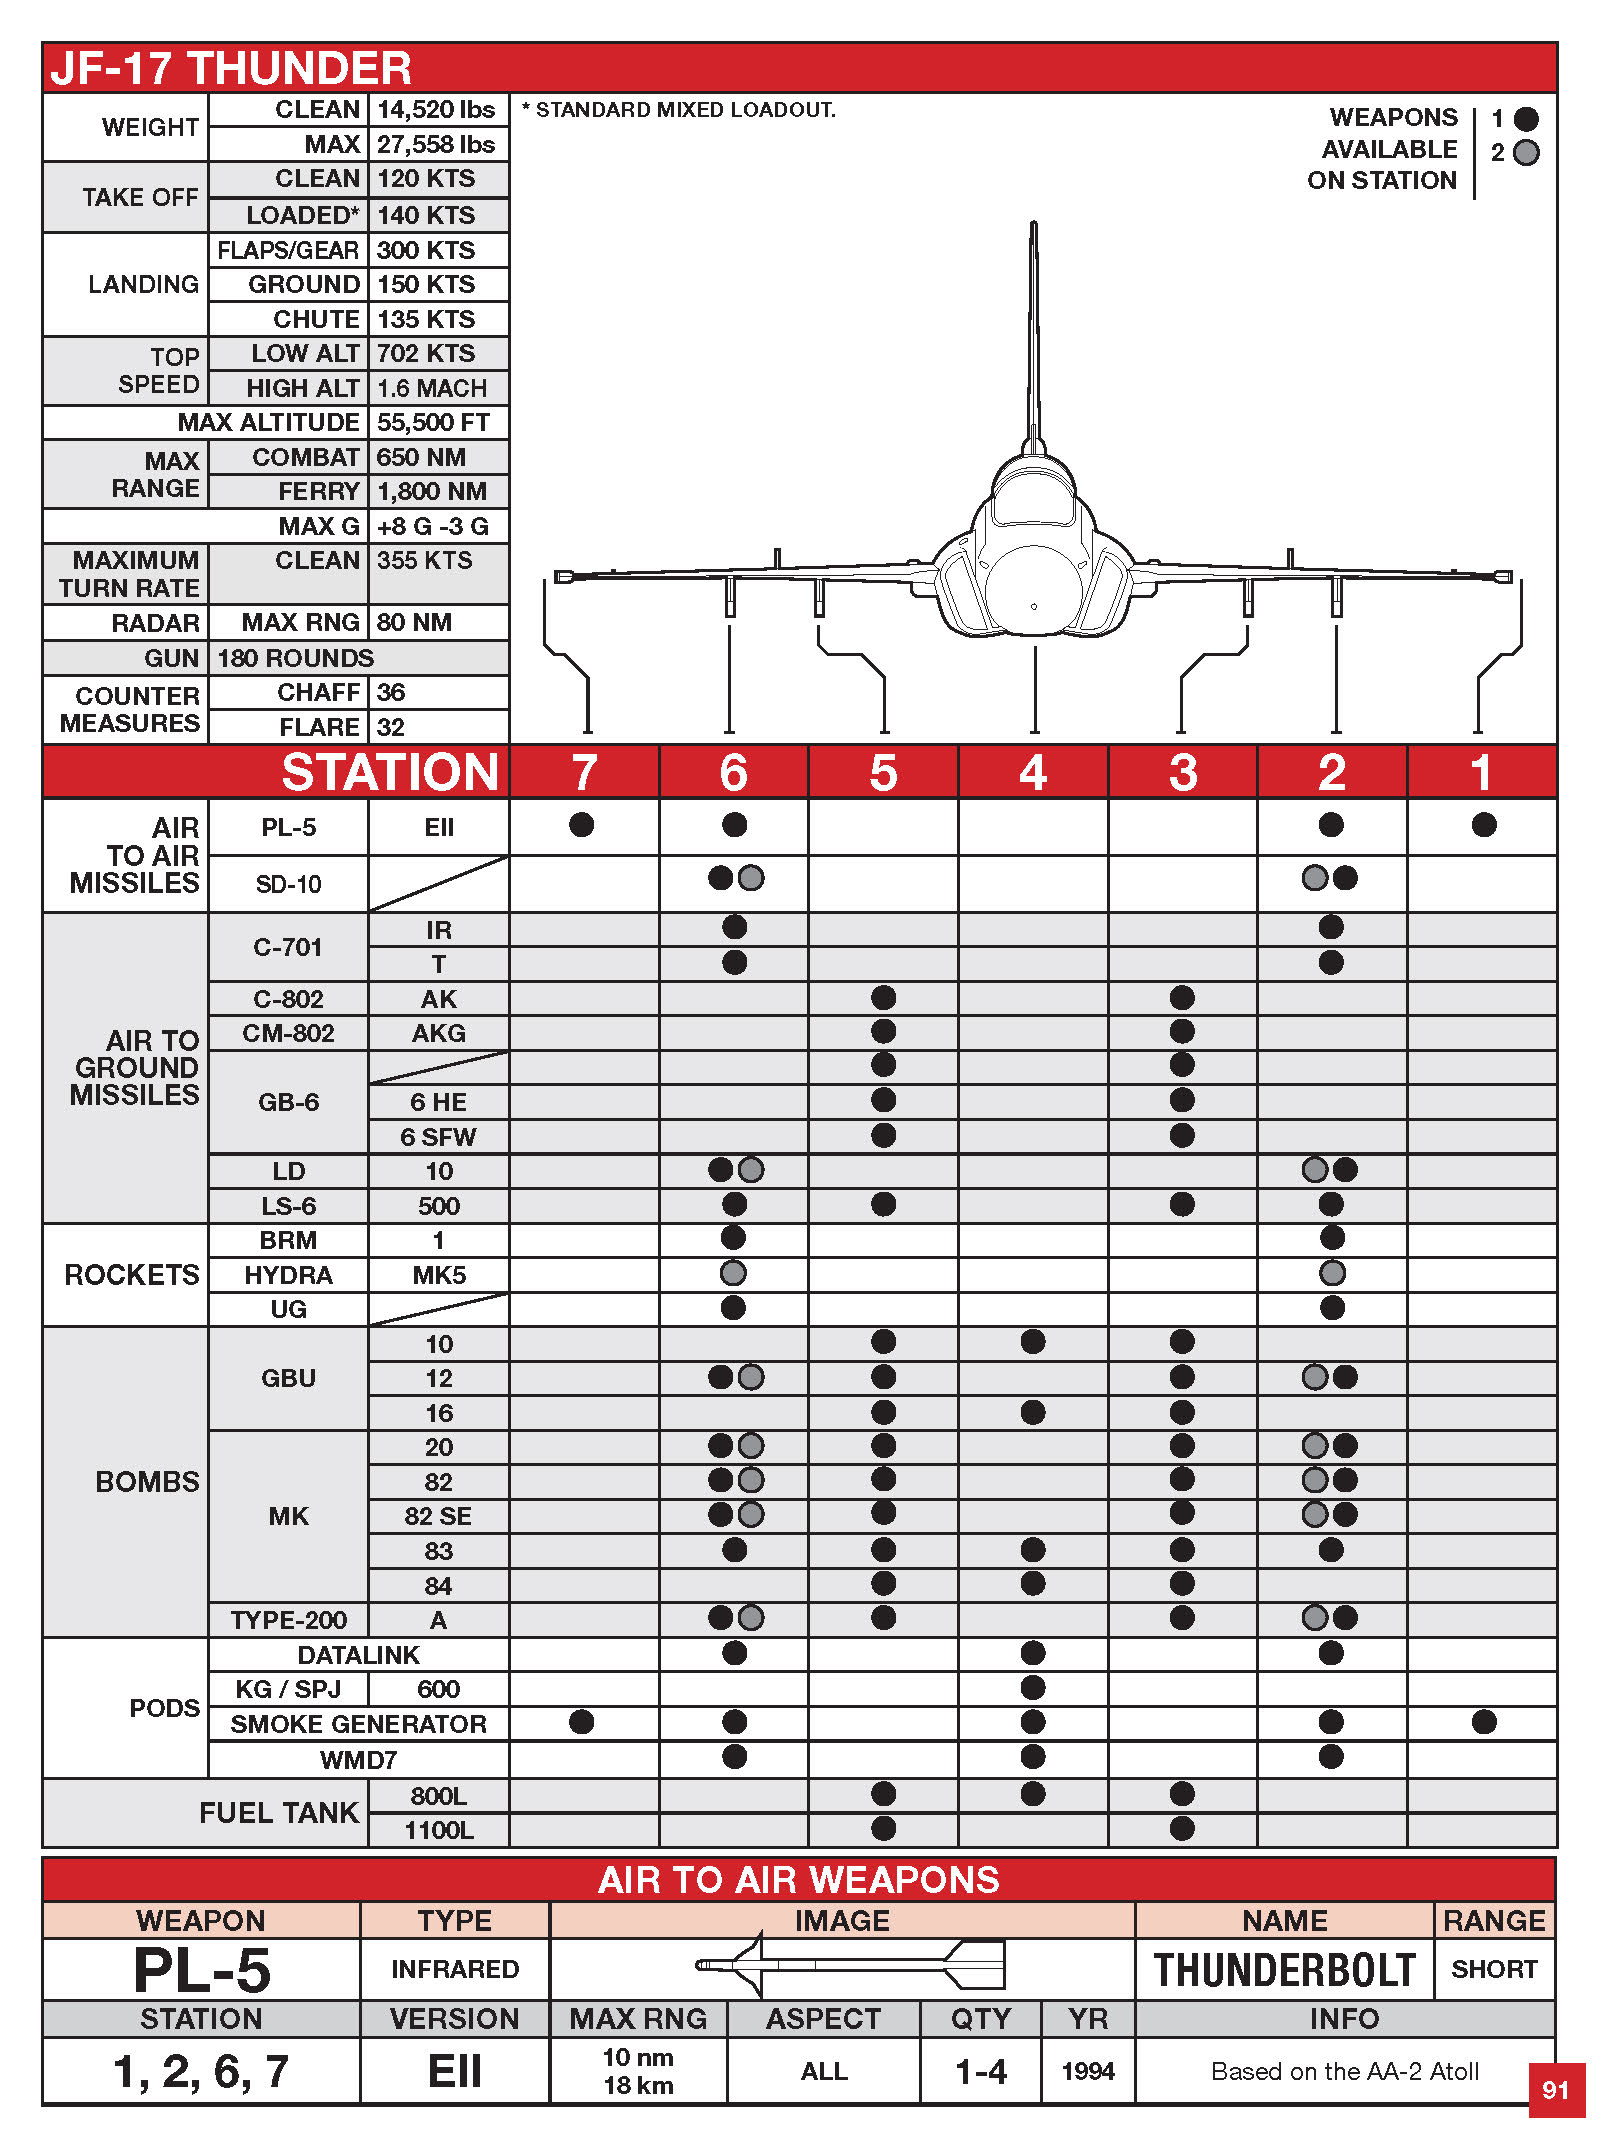 JF-17 THUNDER
WEIGHT CLEAN 14,520 lbs
MAX 27,558 lbs
TAKE OFF CLEAN 120 KTS
LOADED* 140 KTS
LANDING FLAPS/GEAR 300 KTS
GROUND 150 KTS
CHUTE 135 KTS
TOP SPEED LOW ALT 702 KTS
HIGH ALT 1.6 MACH
MAX ALTITUDE 55,500 FT
MAX RANGE COMBAT 650 NM
FERRY 1,800 NM
MAX G +8 G -3 G
MAXIMUM TURN RATE CLEAN 355 KTS
RADAR MAX RNG 80 NM
GUN 180 ROUNDS
COUNTER MEASURES CHAFF 36
FLARE 32
* STANDARD MIXED LOADOUT.
WEAPONS AVAILABLE ON STATION
1
2
STATION 7 6 5 4 3 2 1
AIR TO AIR MISSILES
PL-5 EII
SD-10
AIR TO GROUND MISSILES
C-701 IR
T
C-802 AK
CM-802 AKG
GB-6
6 HE
6 SFW
LD 10
LS-6 500
ROCKETS
BRM 1
HYDRA MK5
UG
BOMBS
GBU 10
12
16
MK 20
82
82 SE
83
84
TYPE-200 A
PODS
DATALINK
KG / SPJ 600
SMOKE GENERATOR
WMD7
FUEL TANK 800L
1100L
AIR TO AIR WEAPONS
WEAPON TYPE IMAGE NAME RANGE
PL-5 INFRARED THUNDERBOLT SHORT
STATION VERSION MAX RNG ASPECT QTY YR INFO
1, 2, 6, 7 EII 10 nm 18 km ALL 1-4 1994 Based on the AA-2 Atoll
91